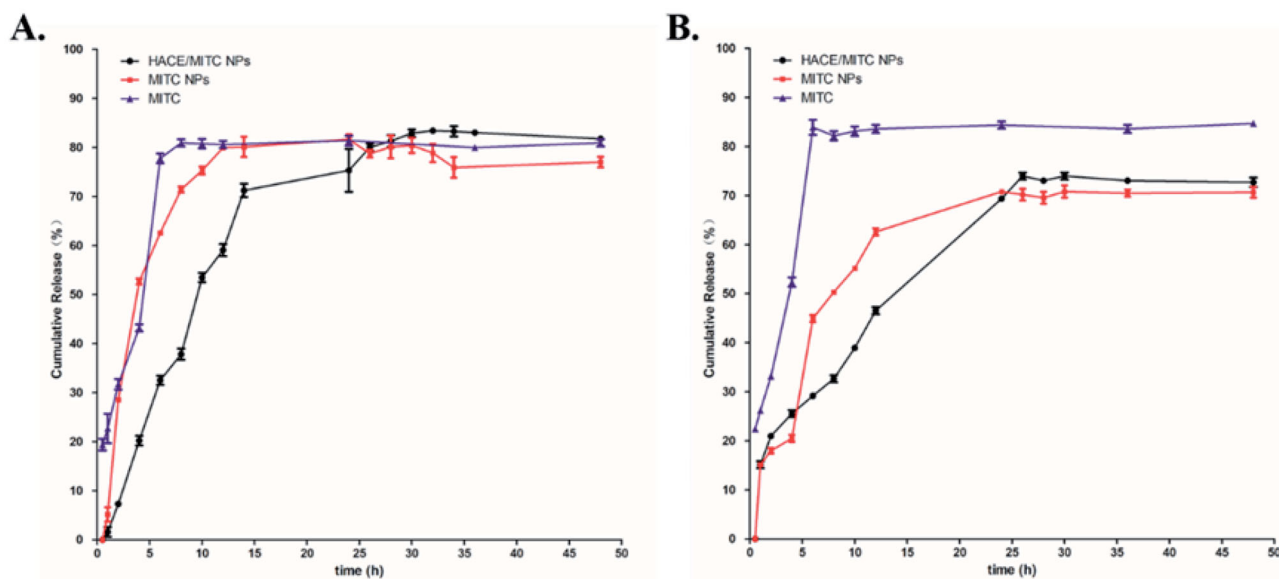 A.
100
90
80
70
60
50
40
30
20
10
0
Cumulative Release (%)
HACE/MITC NPs
MITC NPs
MITC
0 5 10 15 20 25 30 35 40 45 50
time (h)
B.
100
90
80
70
60
50
40
30
20
10
0
Cumulative Release (%)
HACE/MITC NPs
MITC NPs
MITC
0 5 10 15 20 25 30 35 40 45 50
time (h)